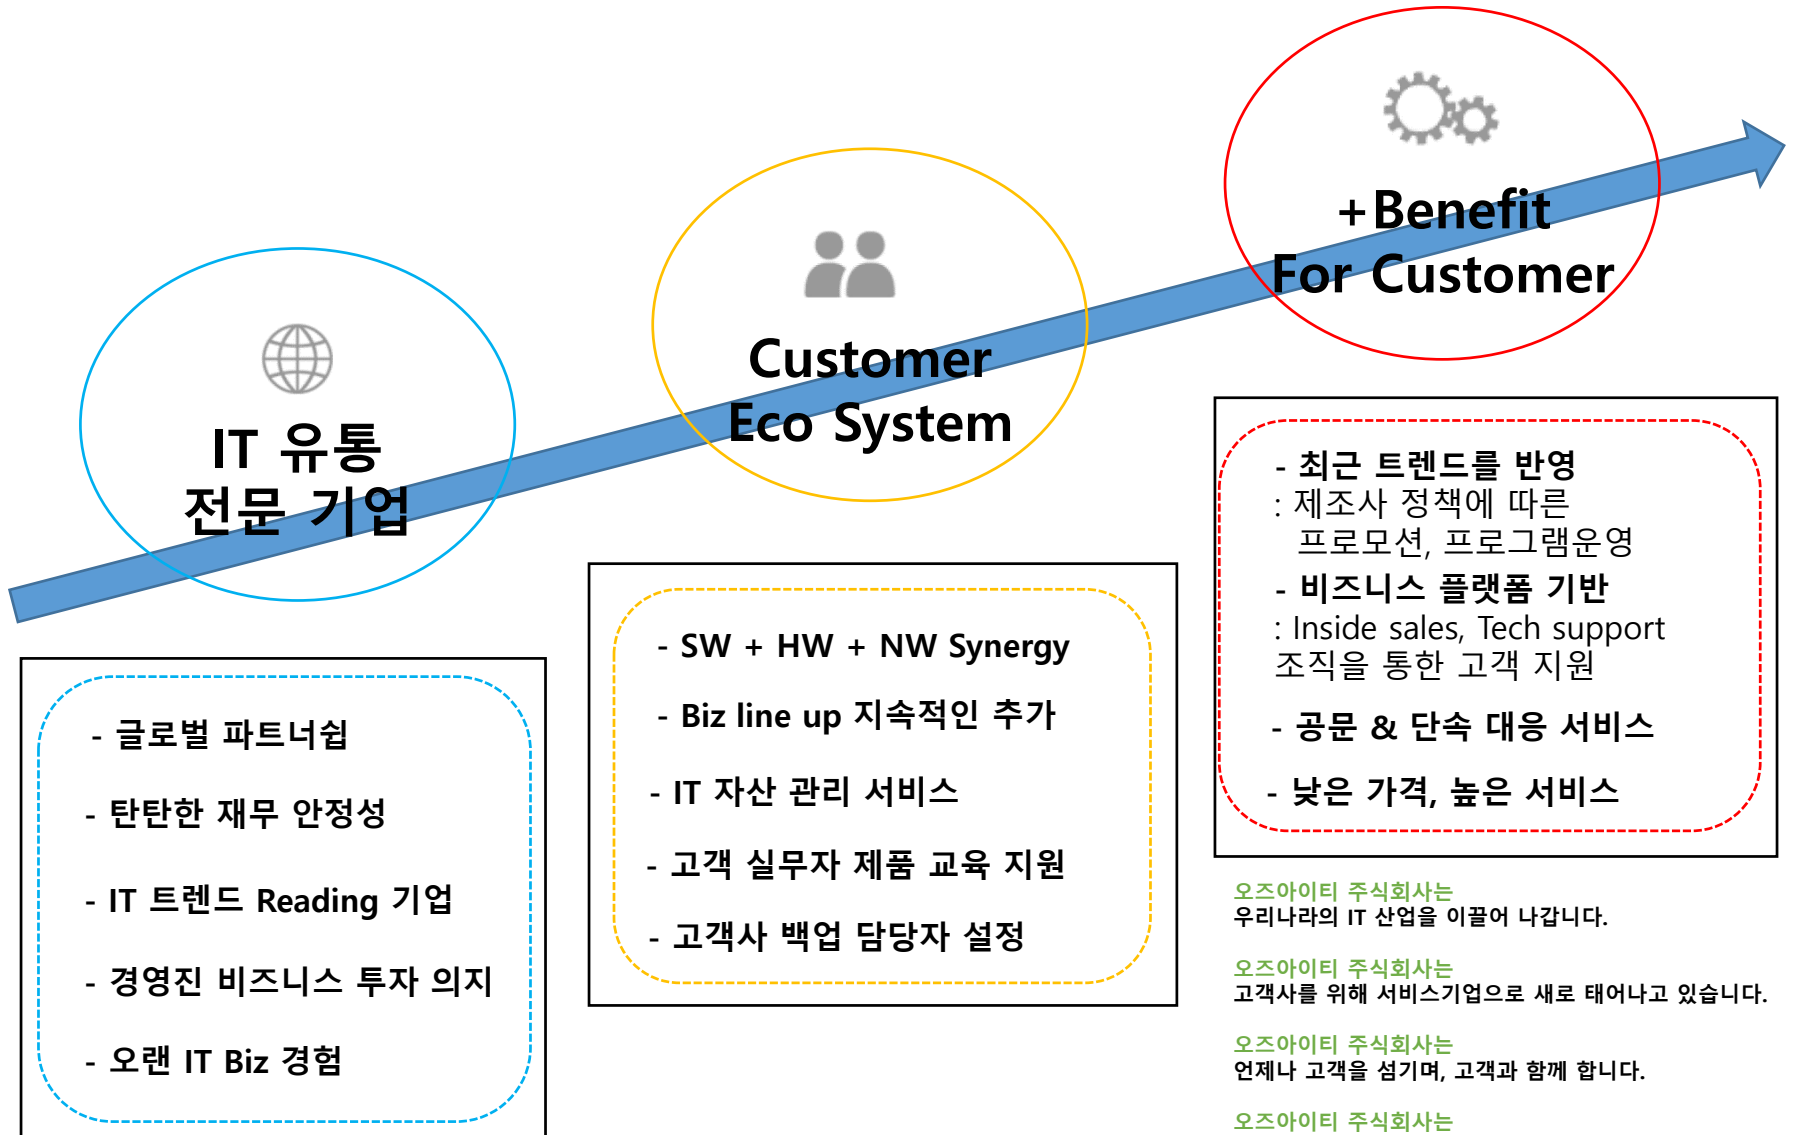 IT 유통
전문 기업
- 글로벌 파트너쉽
- 탄탄한 재무 안정성
- IT 트렌드 Reading 기업
- 경영진 비즈니스 투자 의지
- 오랜 IT Biz 경험
Customer
Eco System
- SW + HW + NW Synergy
- Biz line up 지속적인 추가
- IT 자산 관리 서비스
- 고객 실무자 제품 교육 지원
- 고객사 백업 담당자 설정
+Benefit
For Customer
- 최근 트렌드를 반영
: 제조사 정책에 따른
프로모션, 프로그램운영
- 비즈니스 플랫폼 기반
: Inside sales, Tech support
조직을 통한 고객 지원
- 공문 & 단속 대응 서비스
- 낮은 가격, 높은 서비스
오즈아이티 주식회사는
우리나라의 IT 산업을 이끌어 나갑니다.
오즈아이티 주식회사는
고객사를 위해 서비스기업으로 새로 태어나고 있습니다.
오즈아이티 주식회사는
언제나 고객을 섬기며, 고객과 함께 합니다.
오즈아이티 주식회사는